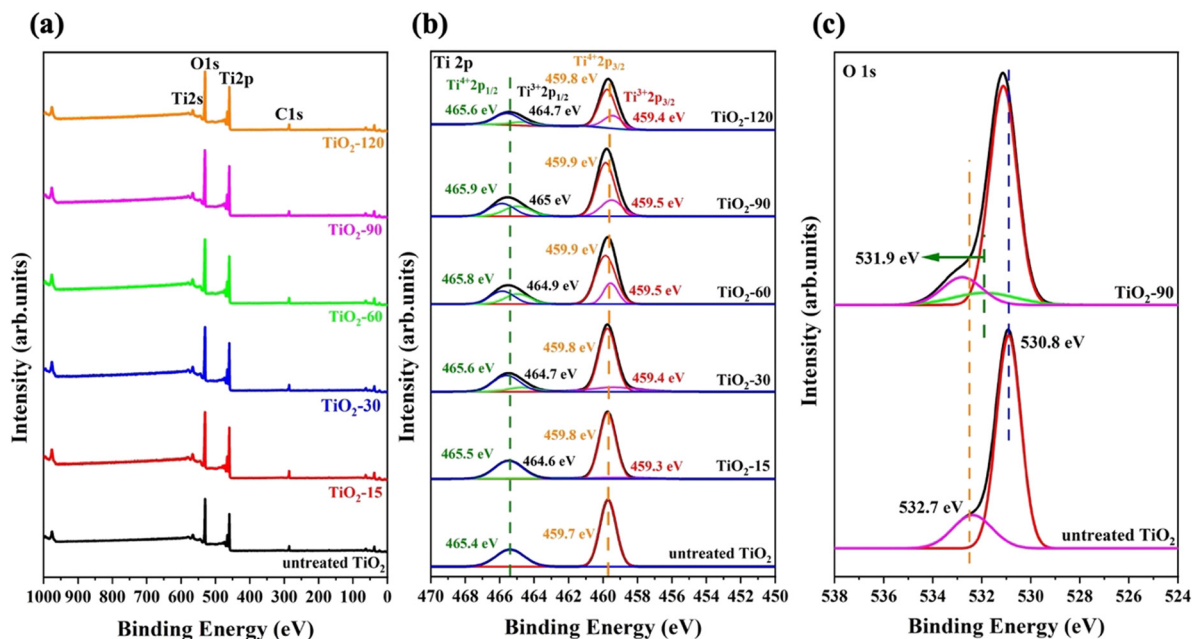 (a)
O1s
Ti2s
Ti2p
C1s
TiO₂-120
TiO₂-90
TiO₂-60
TiO₂-30
TiO₂-15
untreated TiO₂
Intensity (arb.units)
1000 900 800 700 600 500 400 300 200 100 0
Binding Energy (eV)
(b)
Ti 2p
Ti⁴⁺2p₃/₂
Ti⁴⁺2p₁/₂
Ti³⁺2p₁/₂
459.8 eV
Ti³⁺2p₃/₂
465.6 eV
464.7 eV
459.4 eV
TiO₂-120
459.9 eV
465.9 eV
465 eV
459.5 eV
TiO₂-90
459.9 eV
465.8 eV
464.9 eV
459.5 eV
TiO₂-60
459.8 eV
465.6 eV
464.7 eV
459.4 eV
TiO₂-30
459.8 eV
465.5 eV
464.6 eV
459.3 eV
TiO₂-15
465.4 eV
459.7 eV
untreated TiO₂
Intensity (arb.units)
470 468 466 464 462 460 458 456 454 452 450
Binding Energy (eV)
(c)
O 1s
531.9 eV
TiO₂-90
530.8 eV
532.7 eV
untreated TiO₂
Intensity (arb.units)
538 536 534 532 530 528 526 524
Binding Energy (eV)